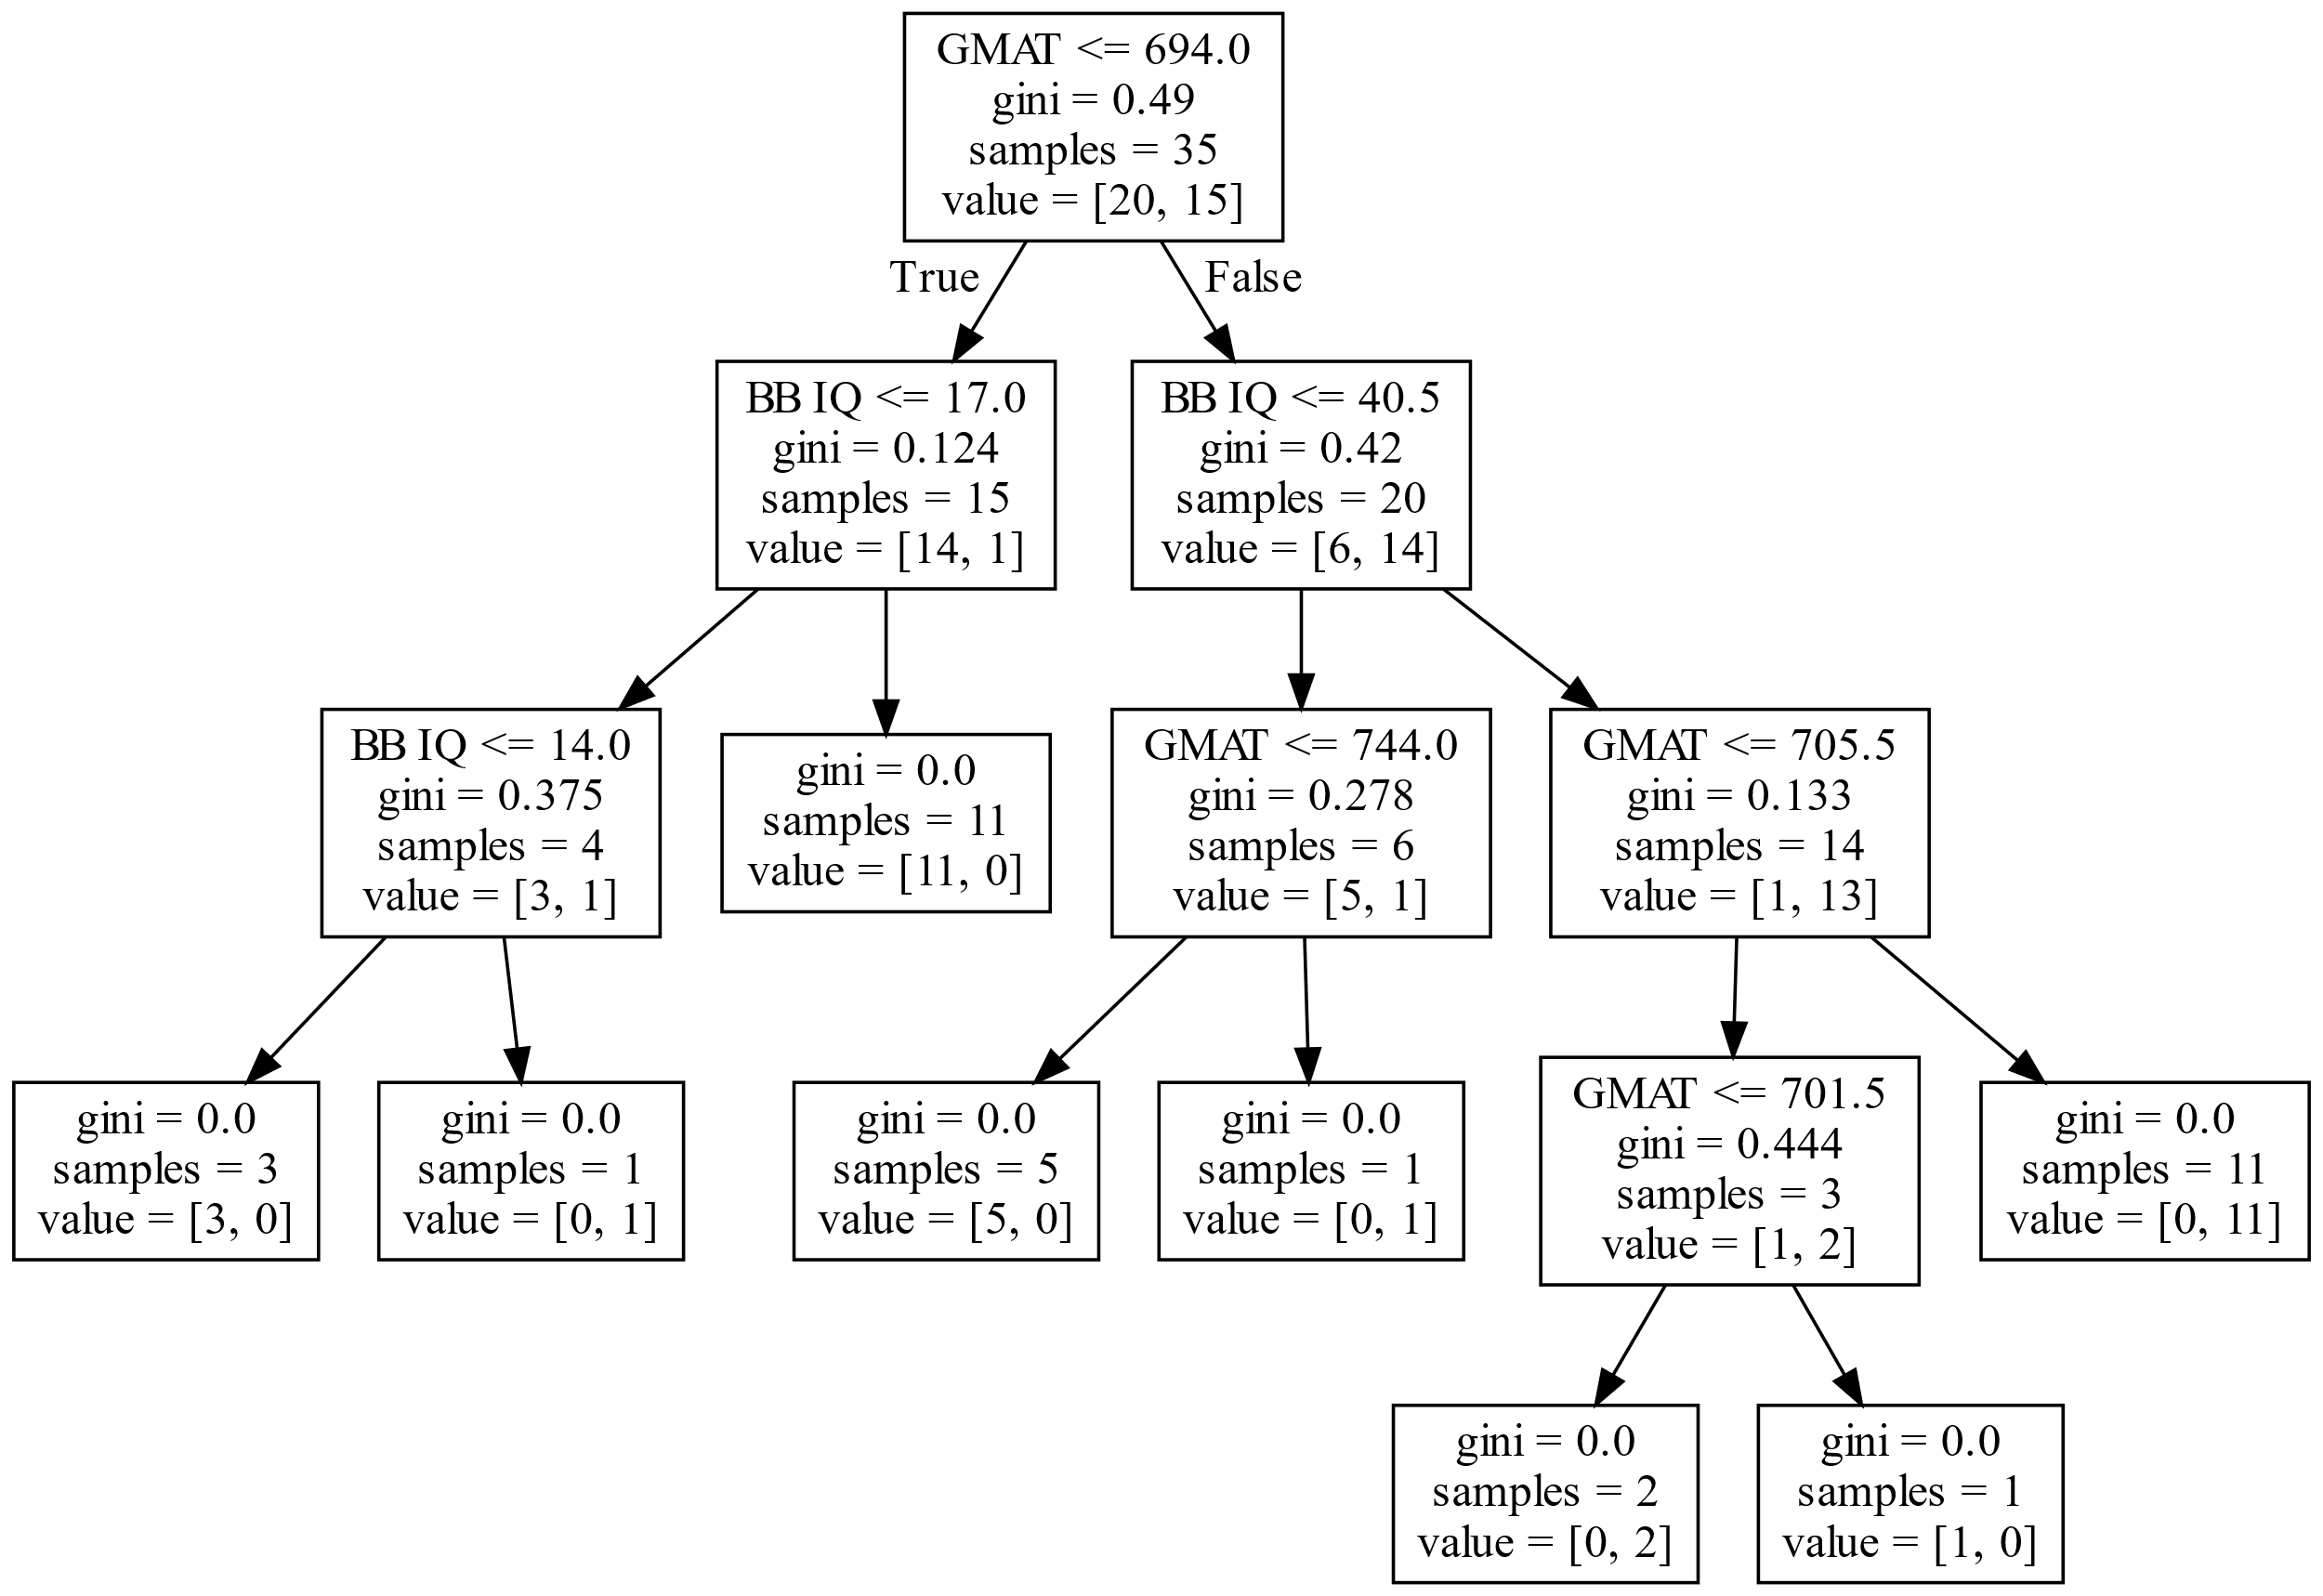 GMAT <= 694.0
gini = 0.49
samples = 35
value = [20, 15]
True
False
BB IQ <= 17.0
gini = 0.124
samples = 15
value = [14, 1]
BB IQ <= 40.5
gini = 0.42
samples = 20
value = [6, 14]
BB IQ <= 14.0
gini = 0.375
samples = 4
value = [3, 1]
gini = 0.0
samples = 11
value = [11, 0]
GMAT <= 744.0
gini = 0.278
samples = 6
value = [5, 1]
GMAT <= 705.5
gini = 0.133
samples = 14
value = [1, 13]
gini = 0.0
samples = 3
value = [3, 0]
gini = 0.0
samples = 1
value = [0, 1]
gini = 0.0
samples = 5
value = [5, 0]
gini = 0.0
samples = 1
value = [0, 1]
GMAT <= 701.5
gini = 0.444
samples = 3
value = [1, 2]
gini = 0.0
samples = 11
value = [0, 11]
gini = 0.0
samples = 2
value = [0, 2]
gini = 0.0
samples = 1
value = [1, 0]